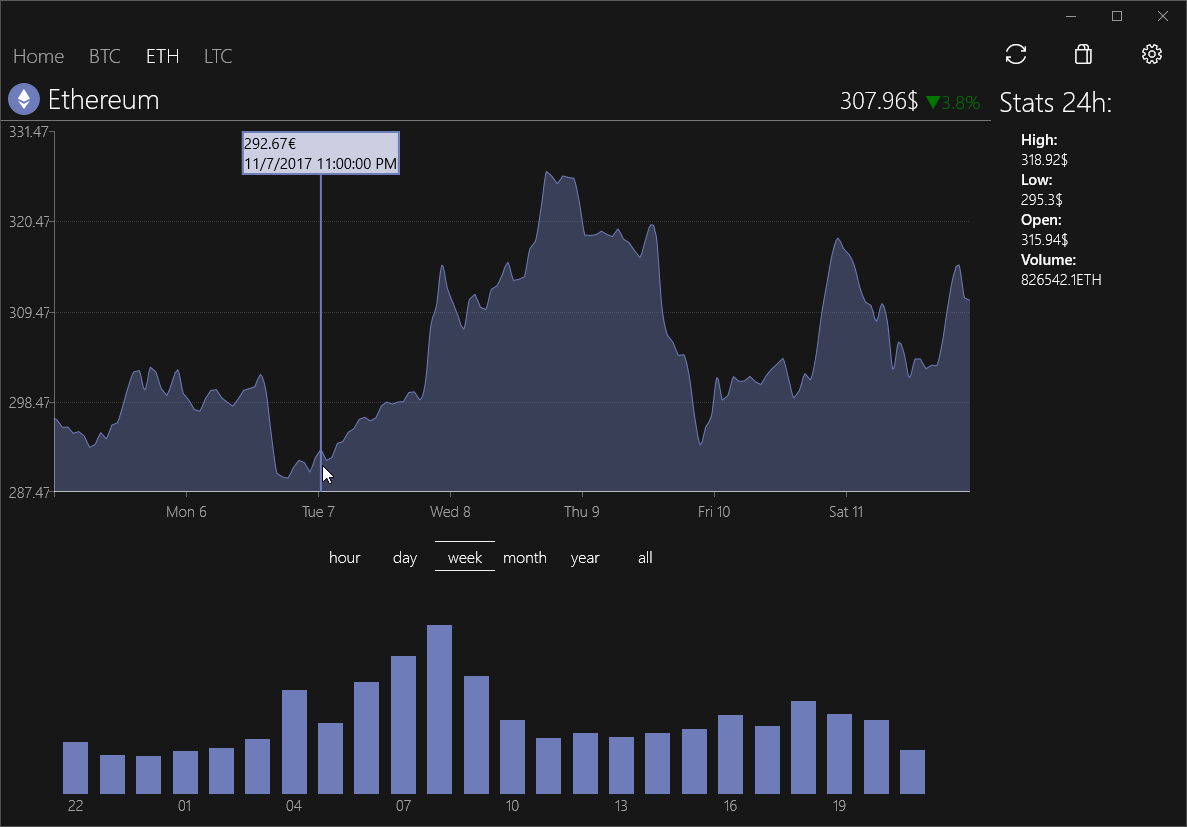 Home BTC ETH LTC
Ethereum
307.96$ ▼3.8%
Stats 24h:
High:
318.92$
Low:
295.3$
Open:
315.94$
Volume:
826542.1ETH
292.67€
11/7/2017 11:00:00 PM
331.47
320.47
309.47
298.47
287.47
Mon 6 Tue 7 Wed 8 Thu 9 Fri 10 Sat 11
hour day week month year all
22 01 04 07 10 13 16 19